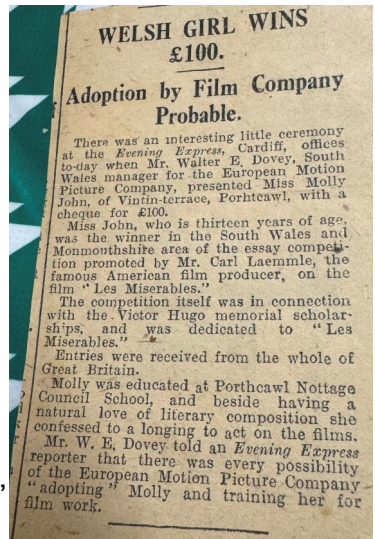 WELSH GIRL WINS
£100.
Adoption by Film Company
Probable.
There was an interesting little ceremony
at the Evening Express, Cardiff, offices
to-day when Mr. Walter E. Dovey, South
Wales manager for the European Motion
Picture Company, presented Miss Molly
John, of Vintin-terrace, Porhtcawl, with a
cheque for £100.
Miss John, who is thirteen years of age,
was the winner in the South Wales and
Monmouthshire area of the essay competi-
tion promoted by Mr. Carl Laemmle, the
famous American film producer, on the
film "Les Miserables."
The competition itself was in connection
with the Victor Hugo memorial scholar-
ships, and was dedicated to "Les
Miserables."
Entries were received from the whole of
Great Britain.
Molly was educated at Porthcawl Nottage
Council School, and beside having a
natural love of literary composition she
confessed to a longing to act on the films.
Mr. W. E. Dovey told an Evening Express
reporter that there was every possibility
of the European Motion Picture Company
"adopting" Molly and training her for
film work.